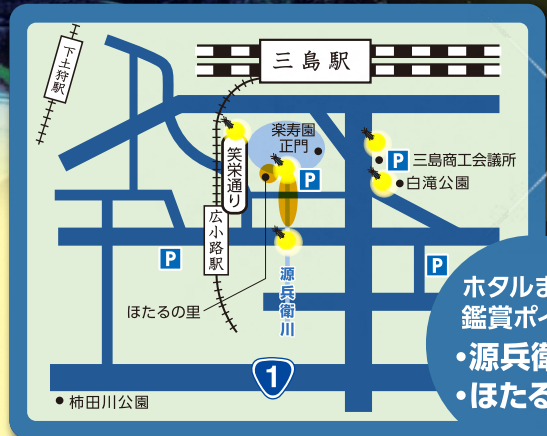 下土狩駅
三島駅
楽寿園
正門
笑栄通り
P
P
三島商工会議所
白滝公園
広小路駅
P
P
ほたるの里
源兵衛川
ホタルま
鑑賞ポイ
•源兵衛
•ほたる
1
柿田川公園